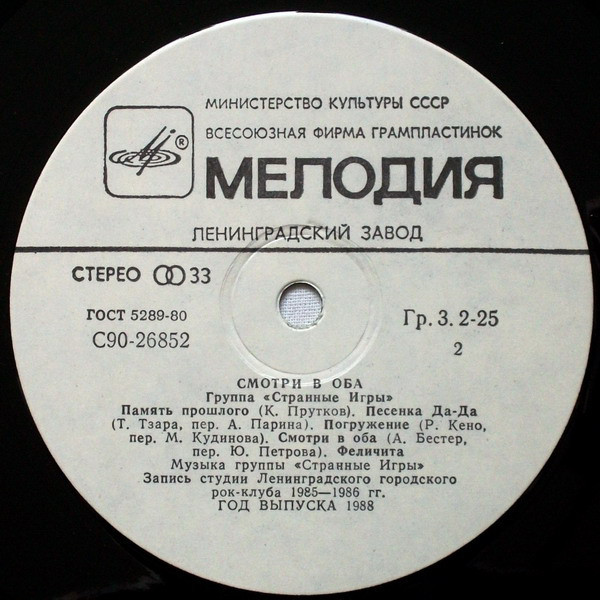 МИНИСТЕРСТВО КУЛЬТУРЫ СССР
ВСЕСОЮЗНАЯ ФИРМА ГРАМПЛАСТИНОК
®
МЕЛОДИЯ
ЛЕНИНГРАДСКИЙ ЗАВОД
СТЕРЕО 33
ГОСТ 5289-80
С90-26852
Гр. 3. 2-25
2
СМОТРИ В ОБА
Группа «Странные Игры»
Память прошлого (К. Прутков). Песенка Да-Да
(Т. Тзара, пер. А. Парина). Погружение (Р. Кено,
пер. М. Кудинова). Смотри в оба (А. Бестер,
пер. Ю. Петрова). Феличита
Музыка группы «Странные Игры»
Запись студии Ленинградского городского
рок-клуба 1985—1986 гг.
ГОД ВЫПУСКА 1988